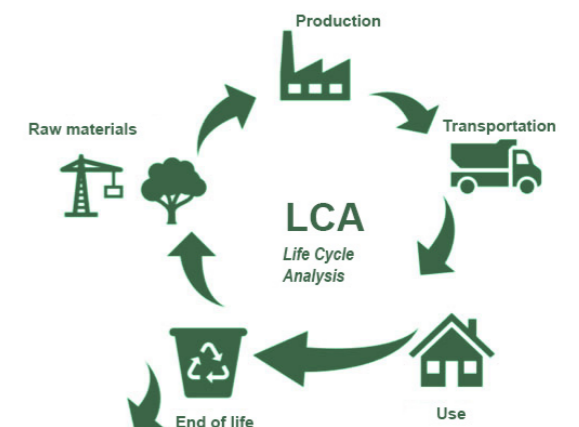 Production
Raw materials
Transportation
LCA
Life Cycle
Analysis
End of life
Use